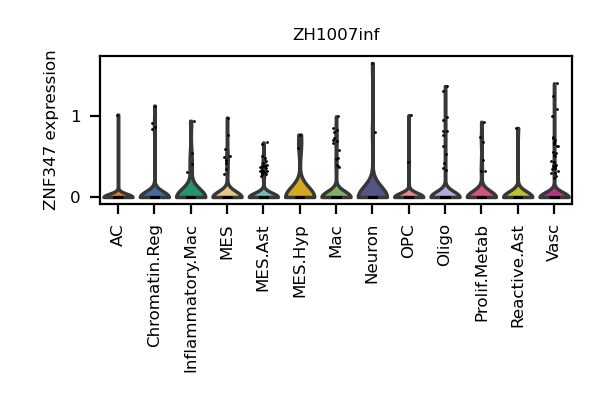 ZH1007inf
ZNF347 expression
1
0
AC
Chromatin.Reg
Inflammatory.Mac
MES
MES.Ast
MES.Hyp
Mac
Neuron
OPC
Oligo
Prolif.Metab
Reactive.Ast
Vasc